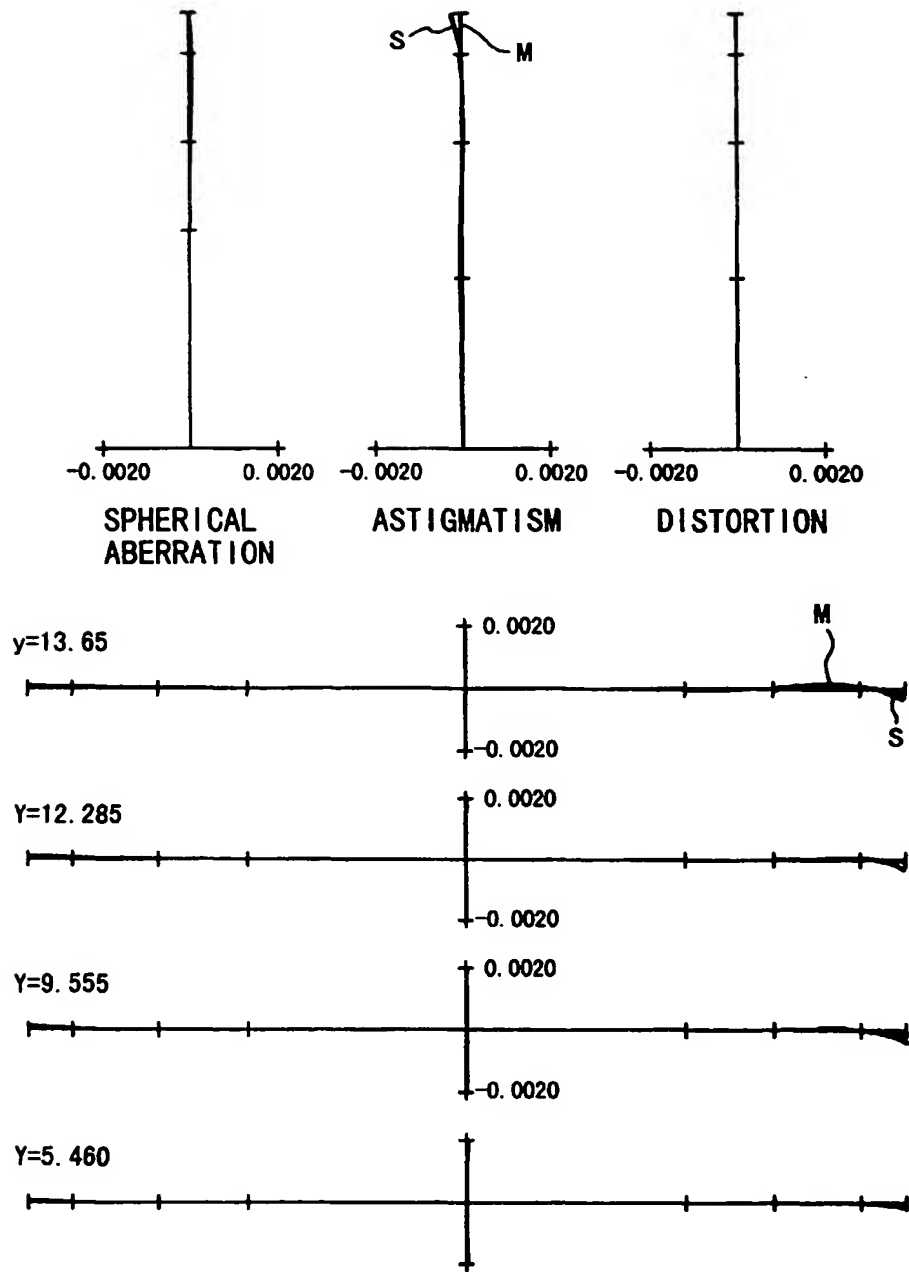 S
M
-0.0020 0.0020 -0.0020 0.0020 -0.0020 0.0020
SPHERICAL ABERRATION
ASTIGMATISM
DISTORTION
y=13.65
0.0020
-0.0020
M
S
Y=12.285
0.0020
-0.0020
Y=9.555
0.0020
-0.0020
Y=5.460